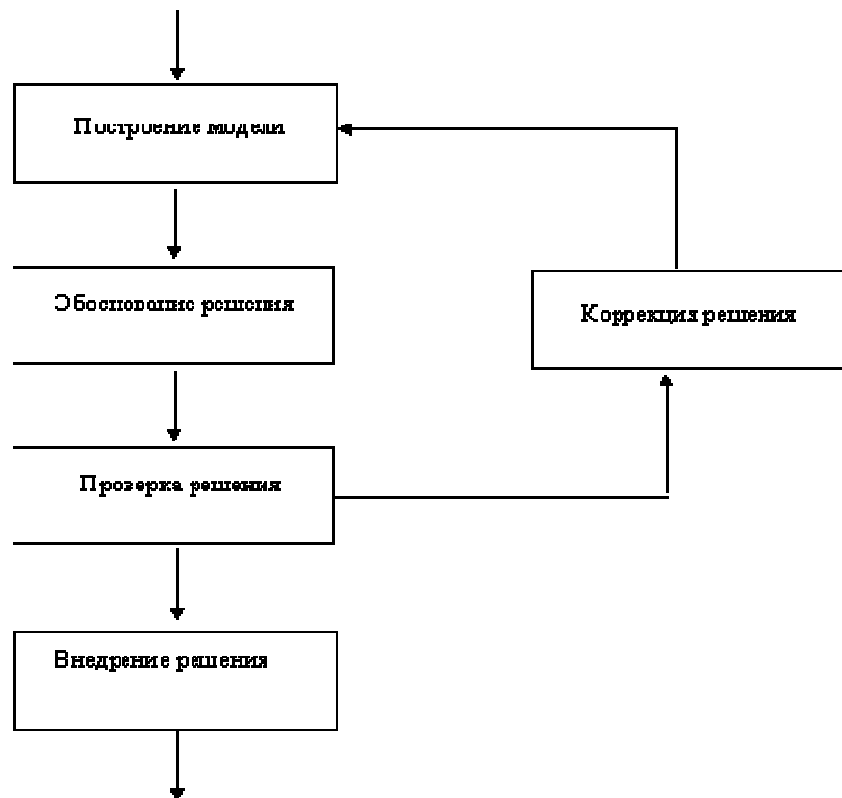 Построение модели
Обоснование решения
Коррекция решения
Проверка решения
Внедрение решения